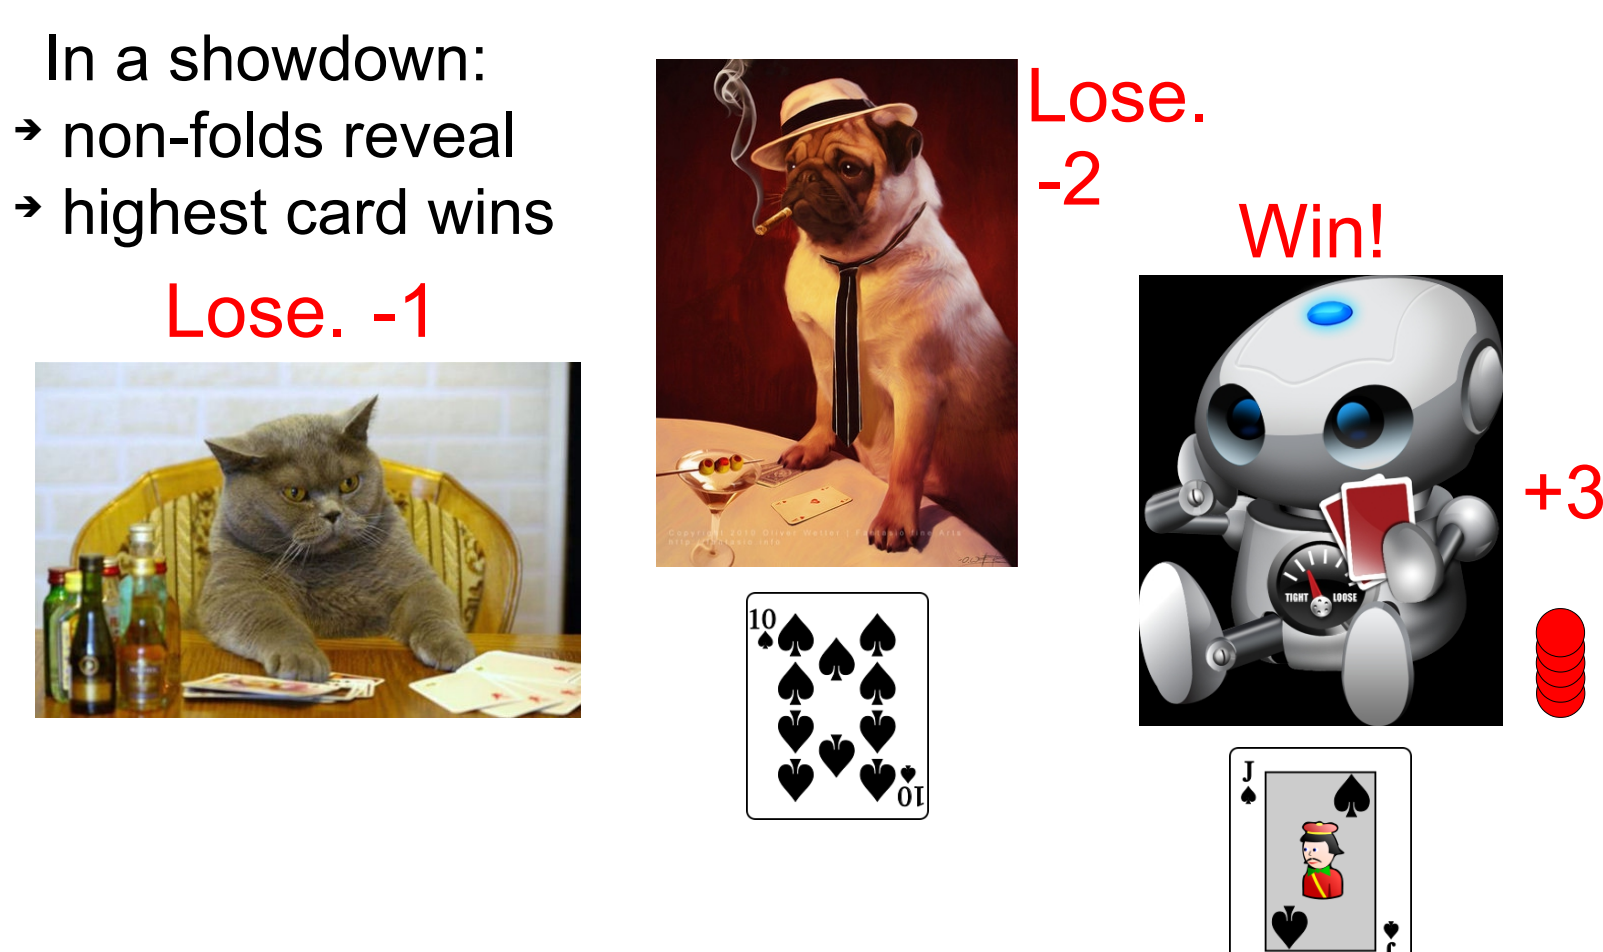 In a showdown:
➔ non-folds reveal
➔ highest card wins
Lose. -1
Lose.
-2
Win!
+3
TIGHT LOOSE
10
10
J
J